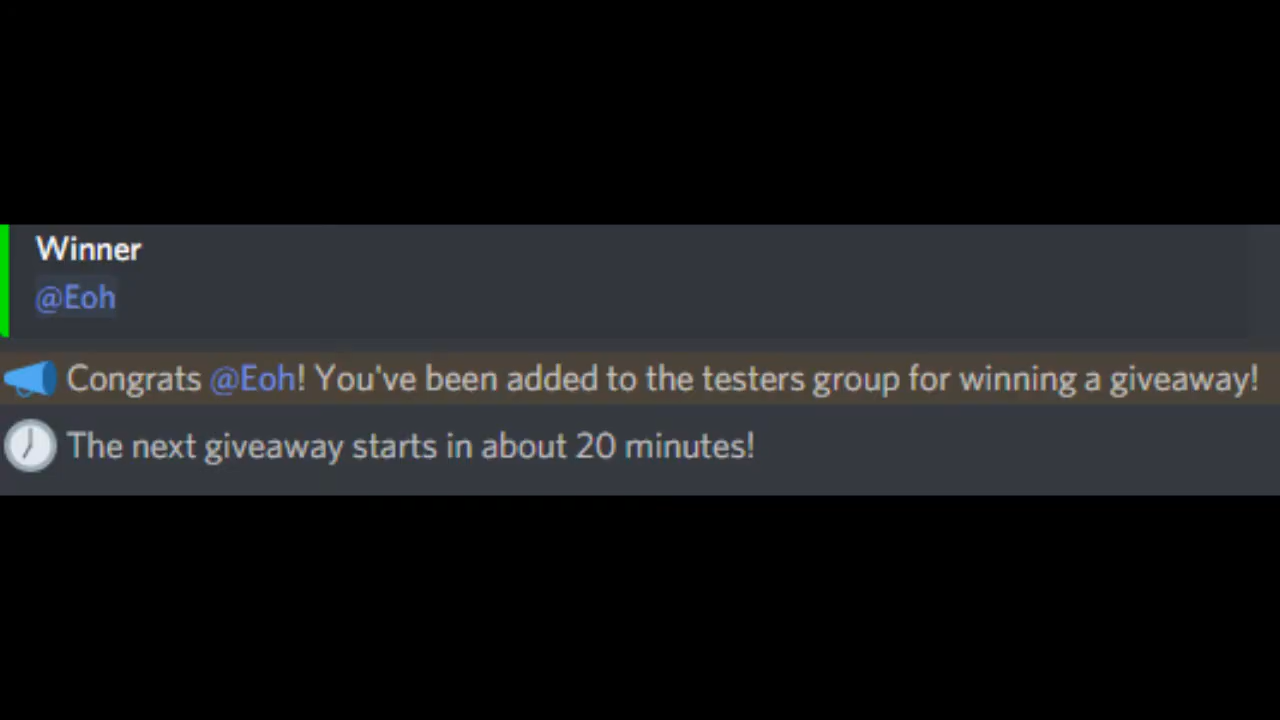 Winner
@Eoh
Congrats @Eoh! You've been added to the testers group for winning a giveaway!
The next giveaway starts in about 20 minutes!